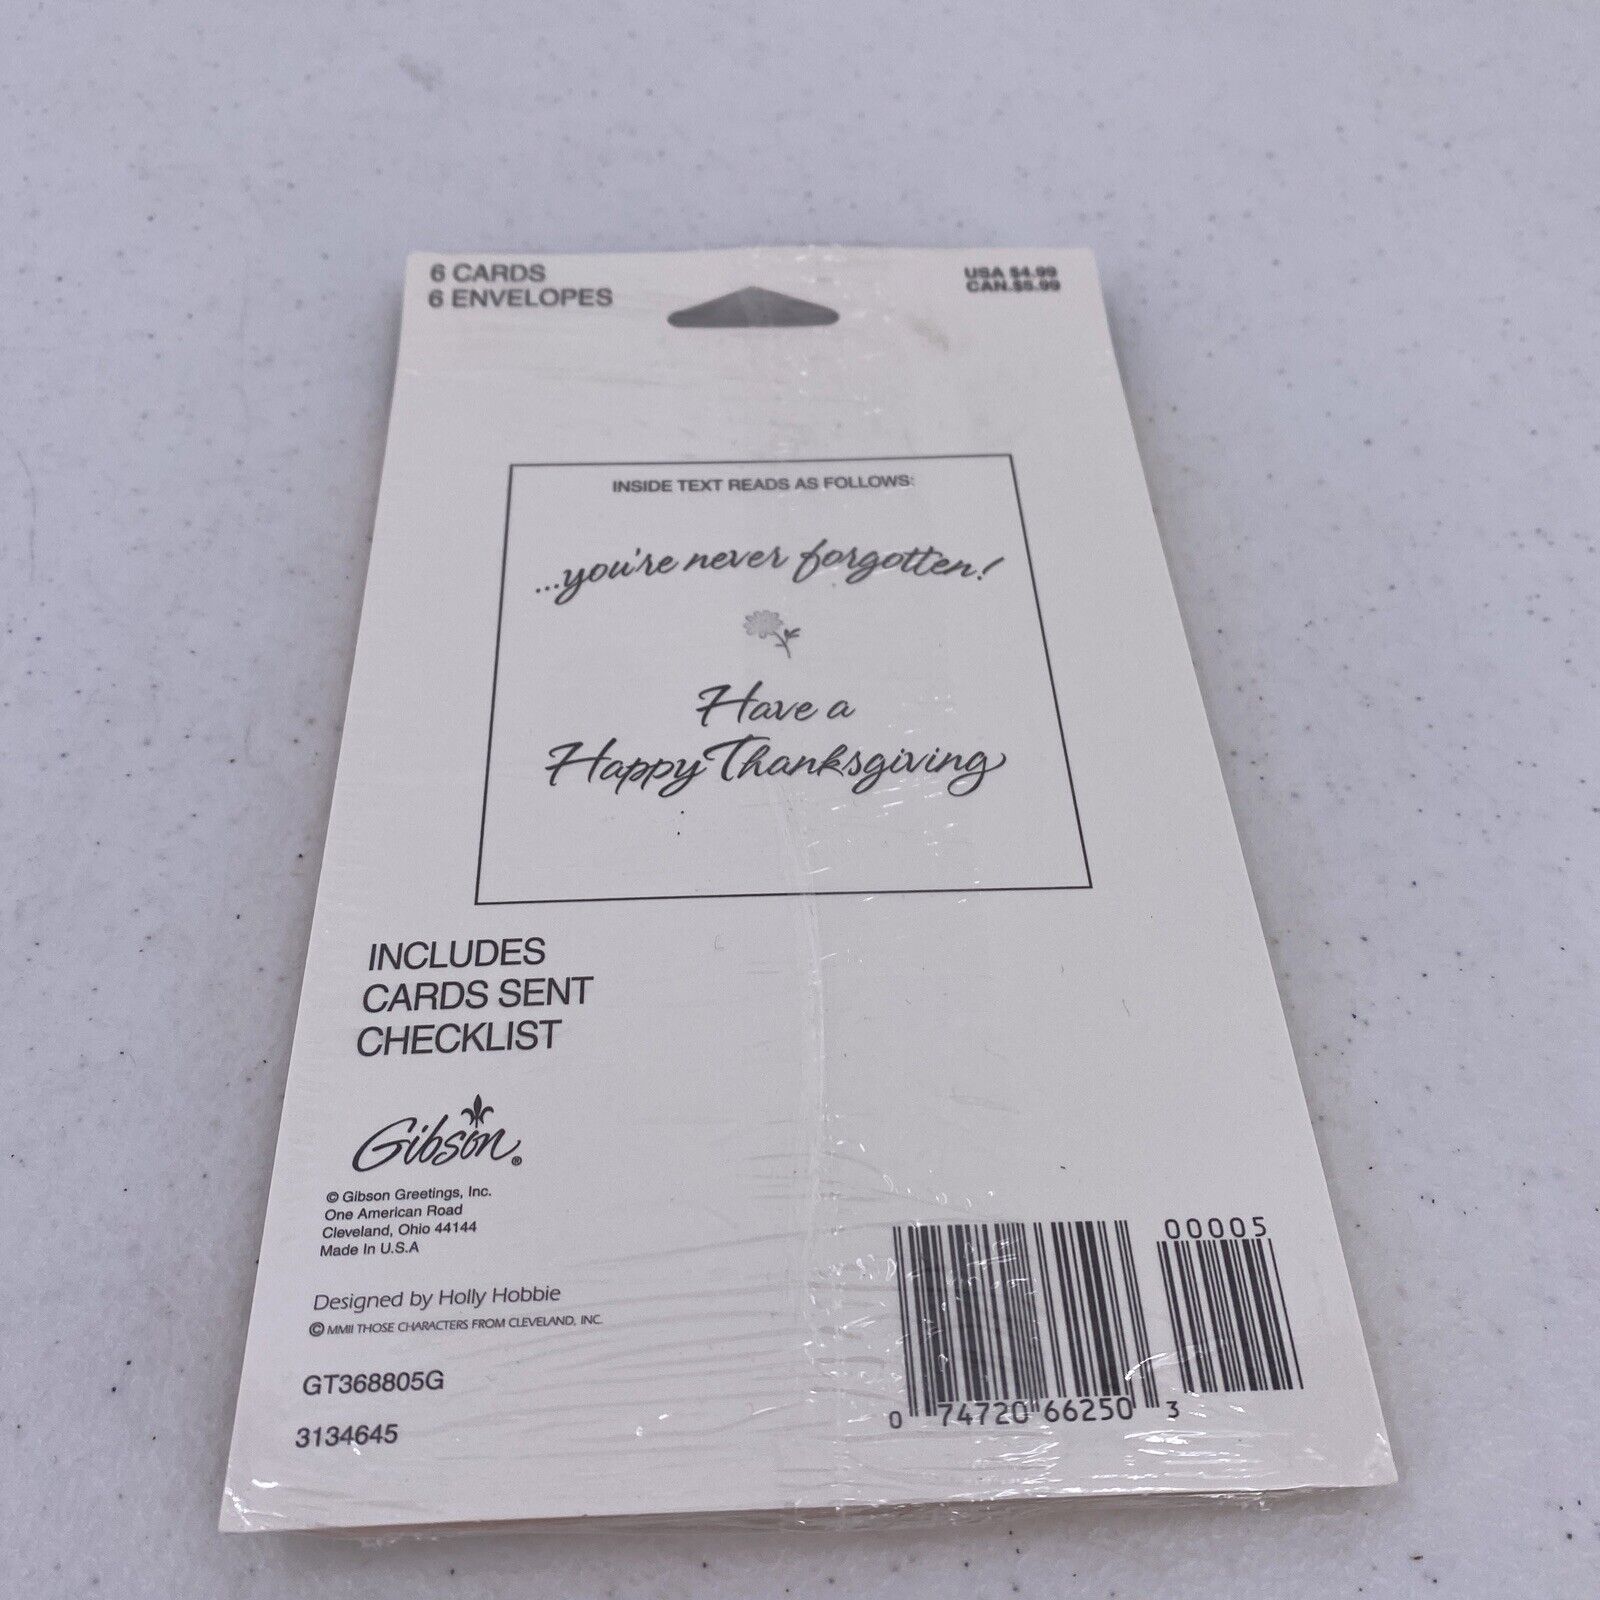 6 CARDS
6 ENVELOPES
USA $4.99
CAN.$5.99
INSIDE TEXT READS AS FOLLOWS:
...you're never forgotten!
Have a
Happy Thanksgiving
INCLUDES
CARDS SENT
CHECKLIST
Gibson®
© Gibson Greetings, Inc.
One American Road
Cleveland, Ohio 44144
Made In U.S.A
Designed by Holly Hobbie
© MMII THOSE CHARACTERS FROM CLEVELAND, INC.
GT368805G
3134645
00005
0 74720 66250 3